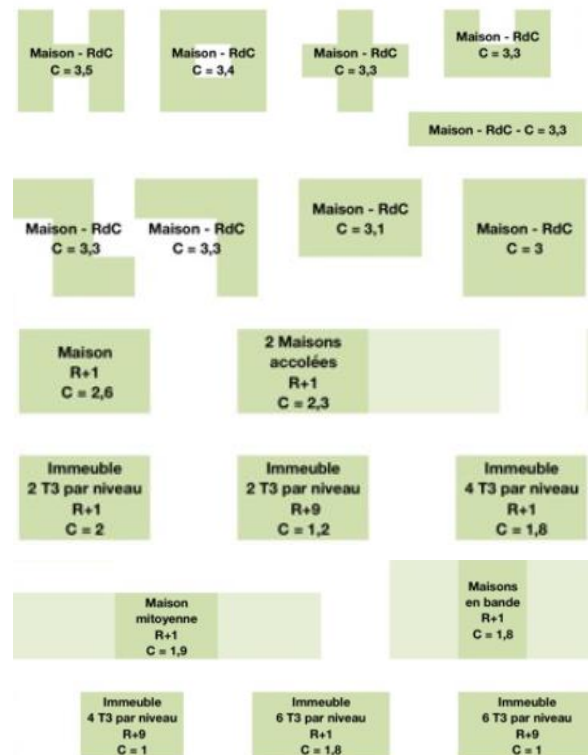 Maison - RdC
C = 3,5
Maison - RdC
C = 3,4
Maison - RdC
C = 3,3
Maison - RdC
C = 3,3
Maison - RdC - C = 3,3
Maison - RdC
C = 3,3
Maison - RdC
C = 3,3
Maison - RdC
C = 3,1
Maison - RdC
C = 3
Maison
R+1
C = 2,6
2 Maisons
accolées
R+1
C = 2,3
Immeuble
2 T3 par niveau
R+1
C = 2
Immeuble
2 T3 par niveau
R+9
C = 1,2
Immeuble
4 T3 par niveau
R+1
C = 1,8
Maison
mitoyenne
R+1
C = 1,9
Maisons
en bande
R+1
C = 1,8
Immeuble
4 T3 par niveau
R+9
C = 1
Immeuble
6 T3 par niveau
R+1
C = 1,8
Immeuble
6 T3 par niveau
R+9
C = 1